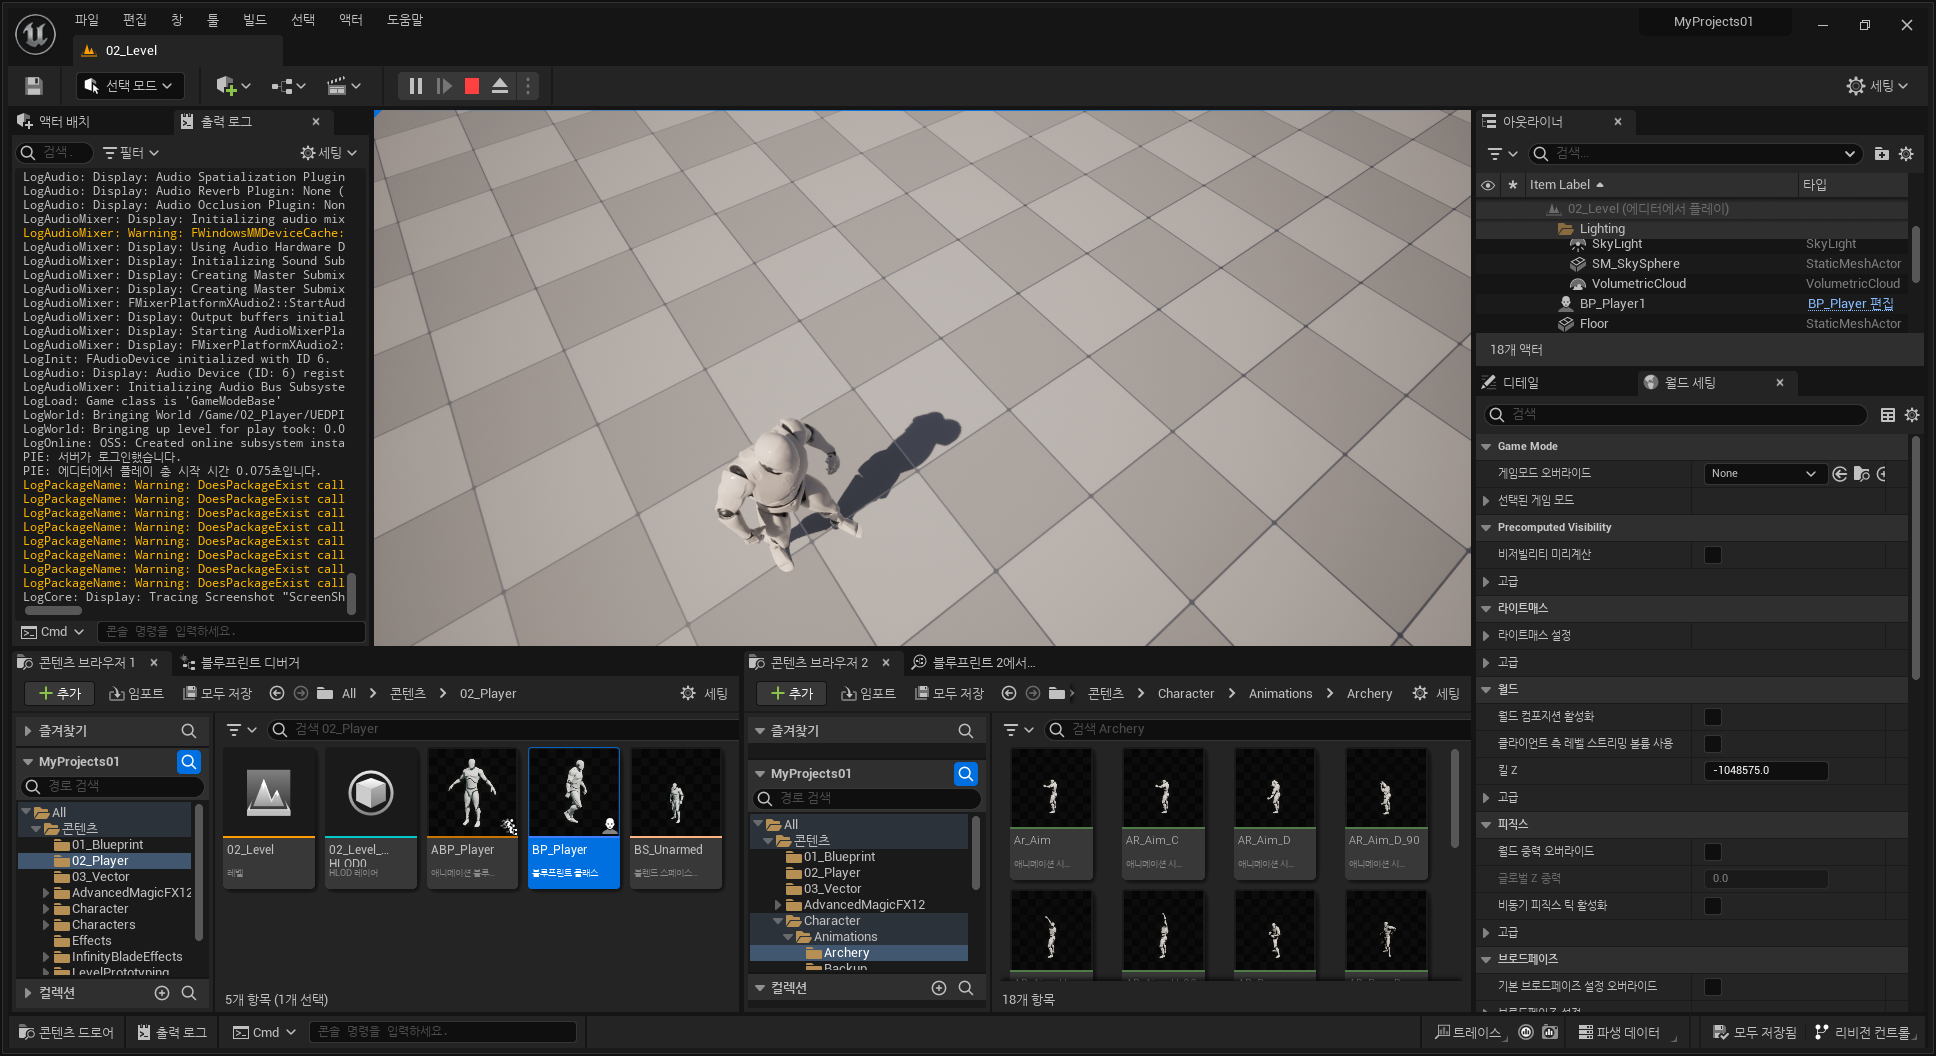 파일 편집 창 툴 빌드 선택 액터 도움말
MyProjects01
02_Level
선택 모드
세팅
액터 배치
출력 로그
검색.
필터
세팅
LogAudio: Display: Audio Spatialization Plugin
LogAudio: Display: Audio Reverb Plugin: None (
LogAudio: Display: Audio Occlusion Plugin: Non
LogAudioMixer: Display: Initializing audio mix
LogAudioMixer: Warning: FWindowsMMDeviceCache:
LogAudioMixer: Display: Using Audio Hardware D
LogAudioMixer: Display: Initializing Sound Sub
LogAudioMixer: Display: Creating Master Submix
LogAudioMixer: Display: Creating Master Submix
LogAudioMixer: FMixerPlatformXAudio2::StartAud
LogAudioMixer: Display: Output buffers initial
LogAudioMixer: Display: Starting AudioMixerPla
LogAudioMixer: Display: FMixerPlatformXAudio2:
LogInit: FAudioDevice initialized with ID 6.
LogAudio: Display: Audio Device (ID: 6) regist
LogAudioMixer: Initializing Audio Bus Subsyste
LogLoad: Game class is 'GameModeBase'
LogWorld: Bringing World /Game/02_Player/UEDPI
LogWorld: Bringing up level for play took: 0.0
LogOnline: OSS: Created online subsystem insta
PIE: 서버가 로그인했습니다.
PIE: 에디터에서 플레이 총 시작 시간 0.075초입니다.
LogPackageName: Warning: DoesPackageExist call
LogPackageName: Warning: DoesPackageExist call
LogPackageName: Warning: DoesPackageExist call
LogPackageName: Warning: DoesPackageExist call
LogPackageName: Warning: DoesPackageExist call
LogPackageName: Warning: DoesPackageExist call
LogPackageName: Warning: DoesPackageExist call
LogPackageName: Warning: DoesPackageExist call
LogCore: Display: Tracing Screenshot "ScreenSh
Cmd
콘솔 명령을 입력하세요.
아웃라이너
검색...
Item Label
타입
02_Level (에디터에서 플레이)
Lighting
SkyLight SkyLight
SM_SkySphere StaticMeshActor
VolumetricCloud VolumetricCloud
BP_Player1 BP_Player 편집
Floor StaticMeshActor
18개 액터
디테일
월드 세팅
검색
Game Mode
게임모드 오버라이드 None
선택된 게임 모드
Precomputed Visibility
비저빌리티 미리계산
고급
라이트매스
라이트매스 설정
고급
월드
월드 컴포지션 활성화
클라이언트 측 레벨 스트리밍 볼륨 사용
킬 Z -1048575.0
고급
피직스
월드 중력 오버라이드
글로벌 Z 중력 0.0
비동기 피직스 틱 활성화
고급
브로드페이즈
기본 브로드페이즈 설정 오버라이드
브로드페이즈 설정
콘텐츠 브라우저 1
블루프린트 디버거
추가 임포트 모두 저장 All 콘텐츠 02_Player 세팅
즐겨찾기
검색 02_Player
MyProjects01
경로 검색
All
콘텐츠
01_Blueprint
02_Player
03_Vector
AdvancedMagicFX12
Character
Characters
Effects
InfinityBladeEffects
LevelPrototyping
컬렉션
02_Level
레벨
02_Level_...
HLOD0
HLOD 레이어
ABP_Player
애니메이션 블루...
BP_Player
블루프린트 클래스
BS_Unarmed
블렌드 스페이스...
5개 항목 (1개 선택)
콘텐츠 브라우저 2
블루프린트 2에서...
추가 임포트 모두 저장 콘텐츠 Character Animations Archery 세팅
즐겨찾기
검색 Archery
MyProjects01
경로 검색
All
콘텐츠
01_Blueprint
02_Player
03_Vector
AdvancedMagicFX12
Character
Animations
Archery
Backup
컬렉션
Ar_Aim
애니메이션 시...
AR_Aim_C
애니메이션 시...
AR_Aim_D
애니메이션 시...
AR_Aim_D_90
애니메이션 시...
18개 항목
콘텐츠 드로어
출력 로그
Cmd
콘솔 명령을 입력하세요.
트레이스
파생 데이터
모두 저장됨
리비전 컨트롤